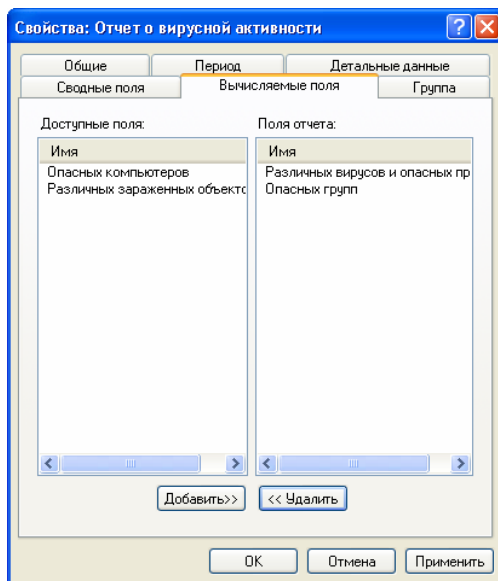 Свойства: Отчет о вирусной активности
Общие
Период
Детальные данные
Сводные поля
Вычисляемые поля
Группа
Доступные поля:
Имя
Опасных компьютеров
Различных зараженных объекто
Поля отчета:
Имя
Различных вирусов и опасных пр
Опасных групп
Добавить>>
<< Удалить
OK
Отмена
Применить